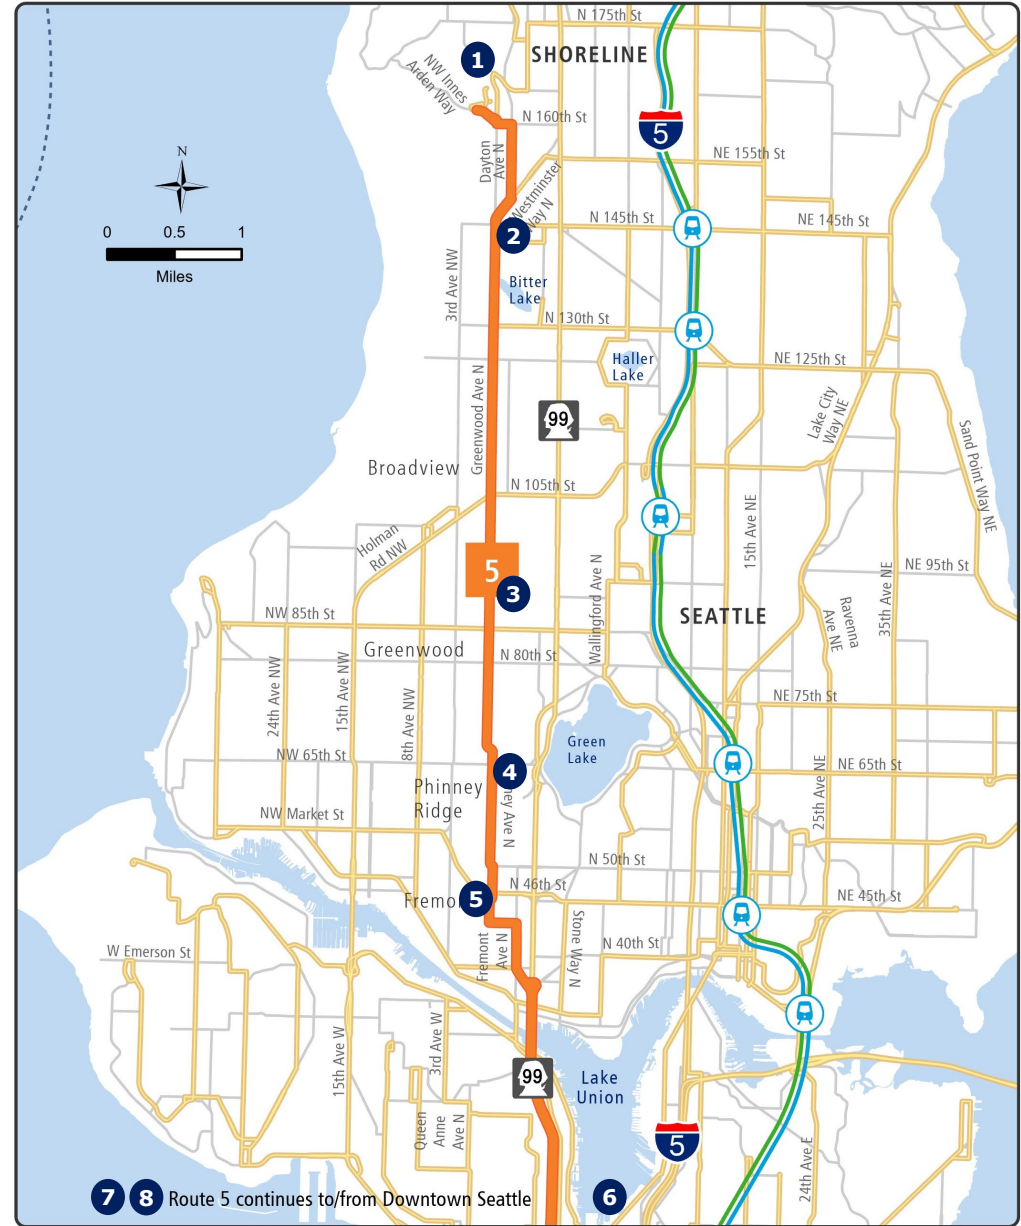 N 175th St
SHORELINE
1
NW Innes
Arden Way
N 160th St
5
Dayton
Ave N
NE 155th St
N
Westminster
Way N
N 145th St
NE 145th St
2
0 0.5 1
Miles
3rd Ave NW
Bitter
Lake
N 130th St
Haller
Lake
NE 125th St
Greenwood Ave N
99
Lake City
Way NE
Sand Point Way NE
Broadview
N 105th St
15th Ave NE
Holman
Rd NW
5
3
Wallingford Ave N
NE 95th St
35th Ave NE
Ravenna
Ave NE
SEATTLE
NW 85th St
Greenwood
N 80th St
24th Ave NW
15th Ave NW
8th Ave NW
NE 75th St
Green
Lake
NW 65th St
4
NE 65th St
25th Ave NE
Phinney
Ridge
ney Ave N
NW Market St
N 50th St
N 46th St
NE 45th St
Fremo
5
Stone Way N
Fremont
Ave N
N 40th St
W Emerson St
15th Ave W
3rd Ave W
99
Lake
Union
Queen
Anne
Ave N
5
24th Ave E
7 8 Route 5 continues to/from Downtown Seattle
6